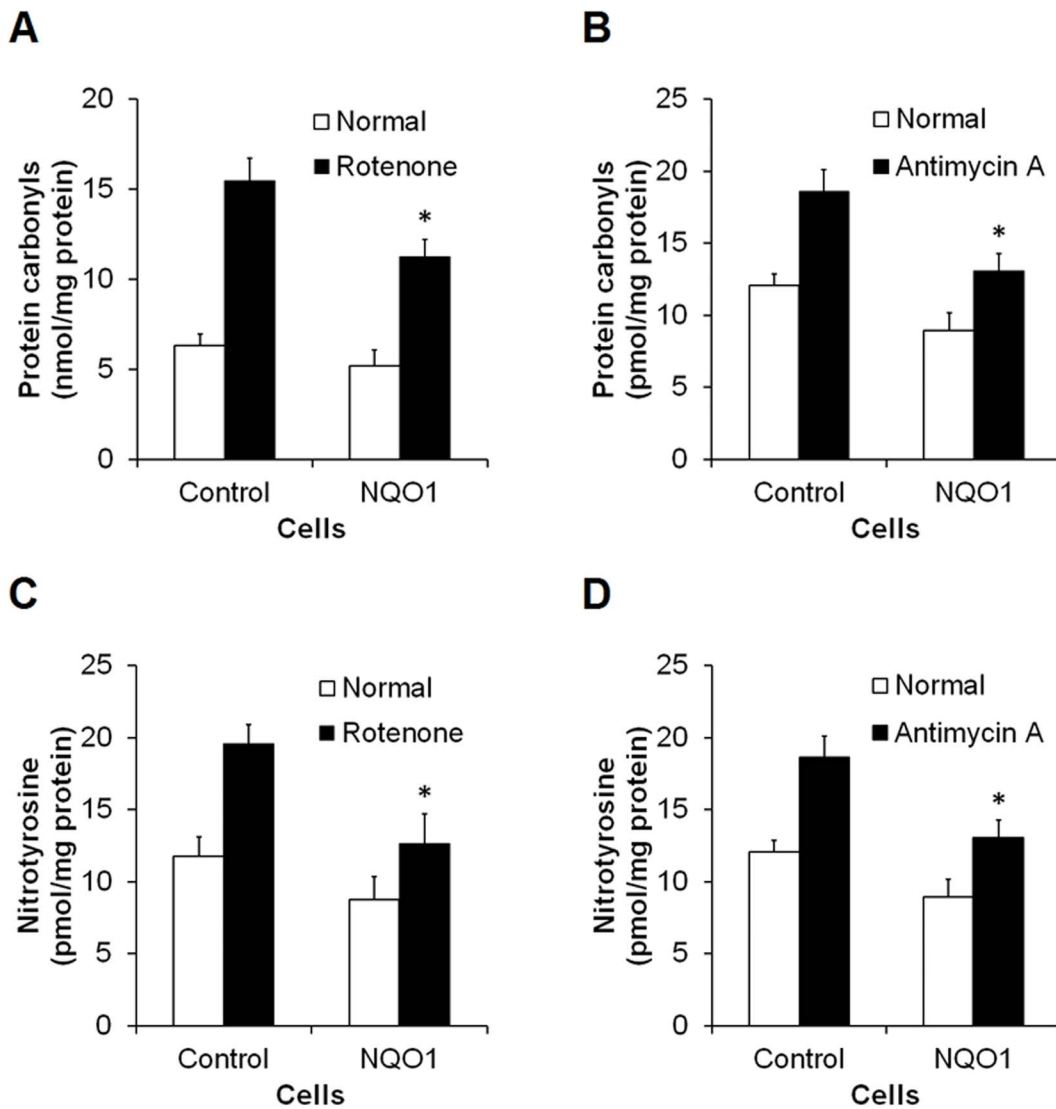 A
Protein carbonyls
(nmol/mg protein)
20
15
10
5
0
Normal
Rotenone
*
Control NQO1
Cells
B
Protein carbonyls
(pmol/mg protein)
25
20
15
10
5
0
Normal
Antimycin A
*
Control NQO1
Cells
C
Nitrotyrosine
(pmol/mg protein)
25
20
15
10
5
0
Normal
Rotenone
*
Control NQO1
Cells
D
Nitrotyrosine
(pmol/mg protein)
25
20
15
10
5
0
Normal
Antimycin A
*
Control NQO1
Cells